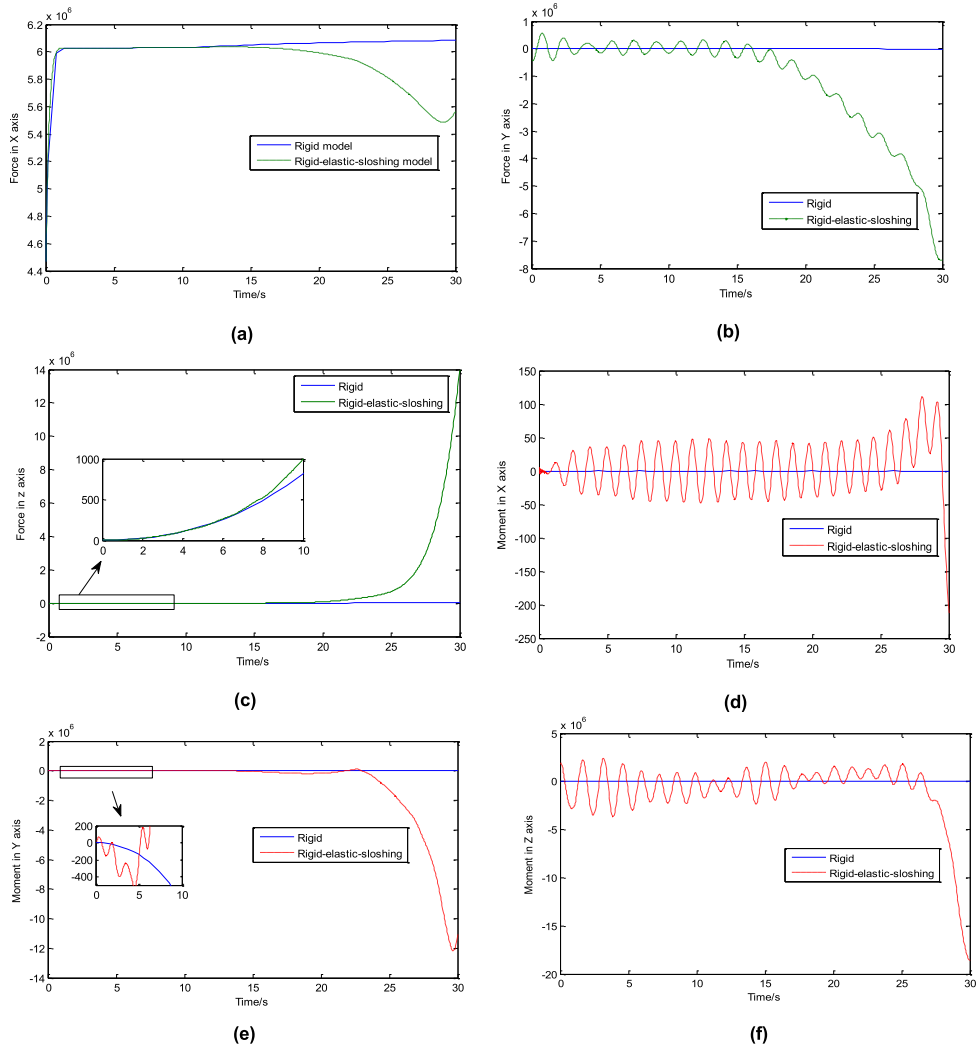 x 10^6
6.2
6
5.8
5.6
5.4
5.2
5
4.8
4.6
4.4
Force in X axis
Rigid model
Rigid-elastic-sloshing model
0 5 10 15 20 25 30
Time/s
(a)
x 10^6
1
0
-1
-2
-3
-4
-5
-6
-7
-8
Force in Y axis
Rigid
Rigid-elastic-sloshing
0 5 10 15 20 25 30
Time/s
(b)
x 10^6
14
12
10
8
6
4
2
0
-2
Force in z axis
Rigid
Rigid-elastic-sloshing
1000
500
0
0 2 4 6 8 10
0 5 10 15 20 25 30
Time/s
(c)
150
100
50
0
-50
-100
-150
-200
-250
Moment in X axis
Rigid
Rigid-elastic-sloshing
0 5 10 15 20 25 30
Time/s
(d)
x 10^6
2
0
-2
-4
-6
-8
-10
-12
-14
Moment in Y axis
200
0
-200
-400
0 5 10
Rigid
Rigid-elastic-sloshing
0 5 10 15 20 25 30
Time/s
(e)
x 10^6
5
0
-5
-10
-15
-20
Moment in Z axis
Rigid
Rigid-elastic-sloshing
0 5 10 15 20 25 30
Time/s
(f)